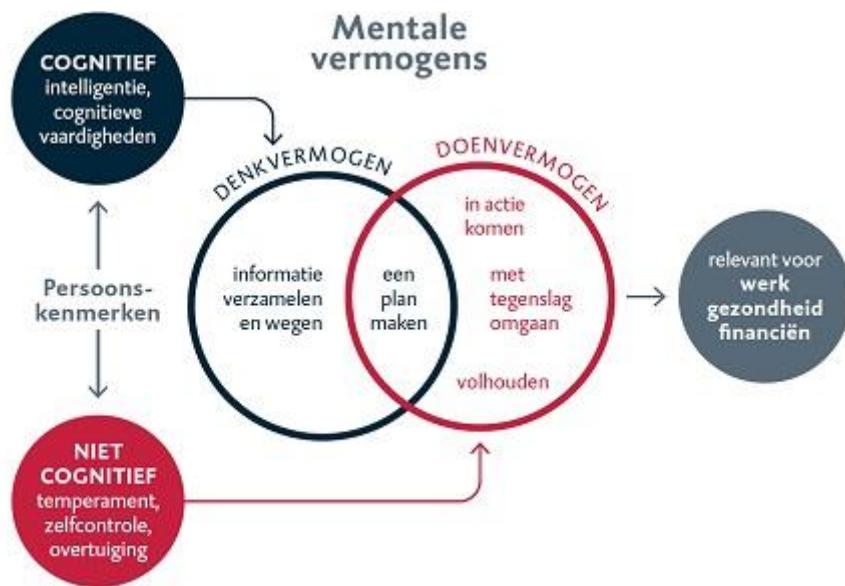 Mentale
vermogens
COGNITIEF
intelligentie,
cognitieve
vaardigheden
DENKVERMOGEN
DOENVERMOGEN
in actie
komen
informatie
verzamelen
en wegen
een
plan
maken
met
tegenslag
omgaan
volhouden
relevant voor
werk
gezondheid
financiën
Persoons-
kenmerken
NIET
COGNITIEF
temperament,
zelfcontrole,
overtuiging